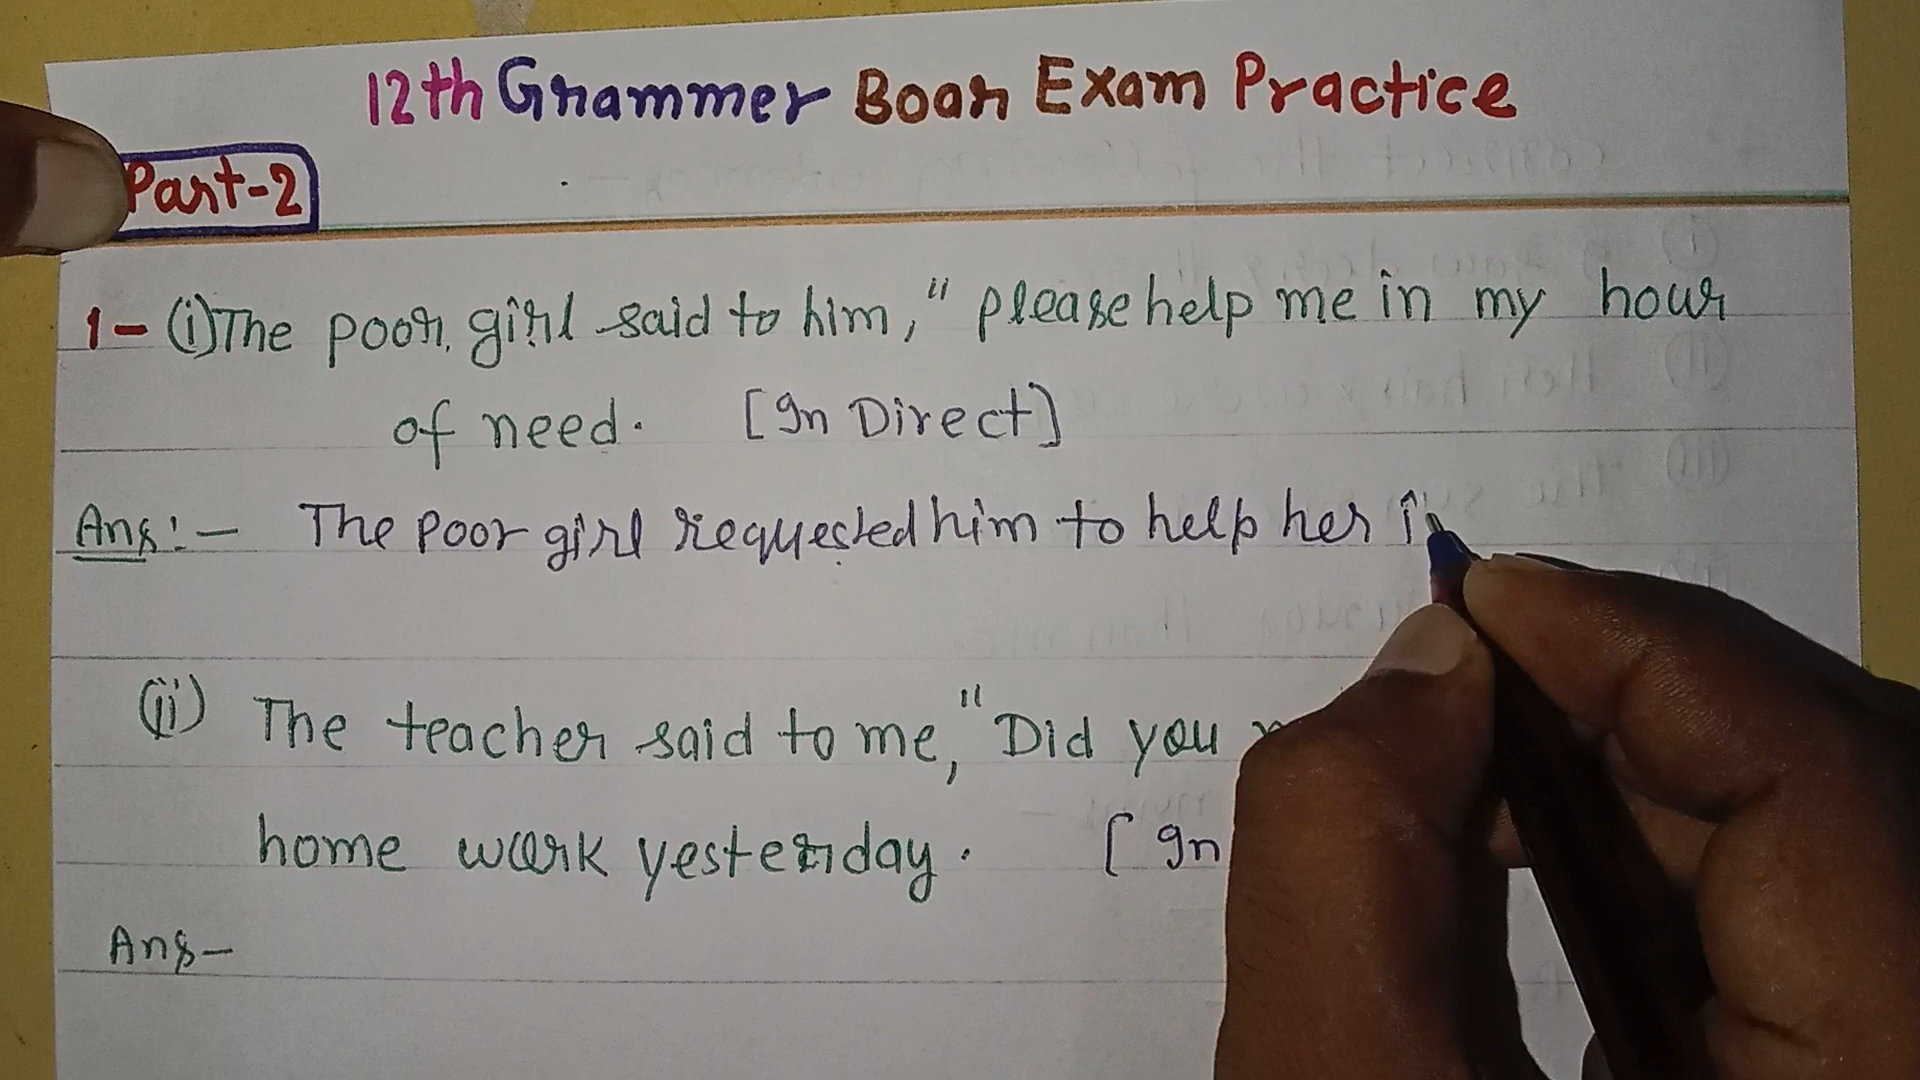 12th Grammer Boar Exam Practice
Part-2
1- (i) The poor girl said to him, " please help me in my hour
of need. [In Direct]
Ans:- The poor girl requested him to help her
(ii) The teacher said to me, "Did you
home work yesterday. [In
Ans-